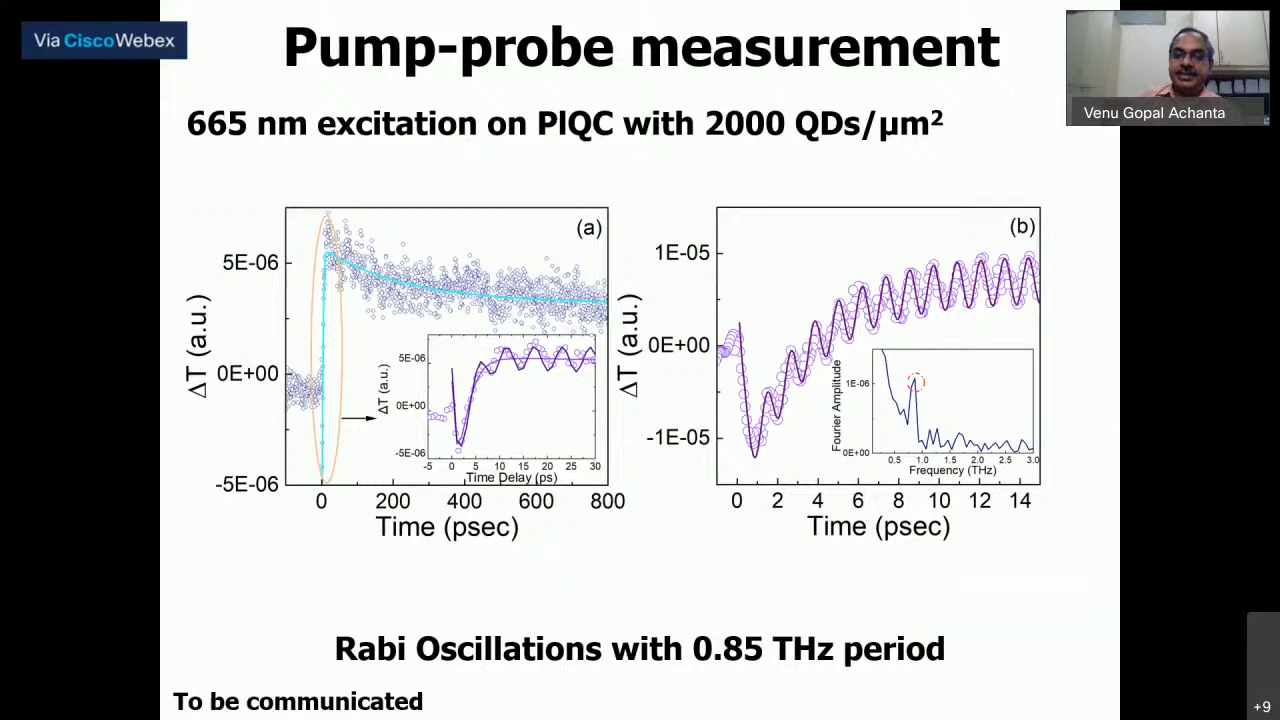 Via Cisco Webex
Pump-probe measurement
Venu Gopal Achanta
665 nm excitation on PlQC with 2000 QDs/µm²
(a)
5E-06
0E+00
-5E-06
ΔT (a.u.)
0 200 400 600 800
Time (psec)
5E-06
0E+00
-5E-06
ΔT (a.u.)
-5 0 5 10 15 20 25 30
Time Delay (ps)
(b)
1E-05
0E+00
-1E-05
ΔT (a.u.)
0 2 4 6 8 10 12 14
Time (psec)
1E-06
0E+00
Fourier Amplitude
0.5 1.0 1.5 2.0 2.5 3.0
Frequency (THz)
Rabi Oscillations with 0.85 THz period
To be communicated
+9